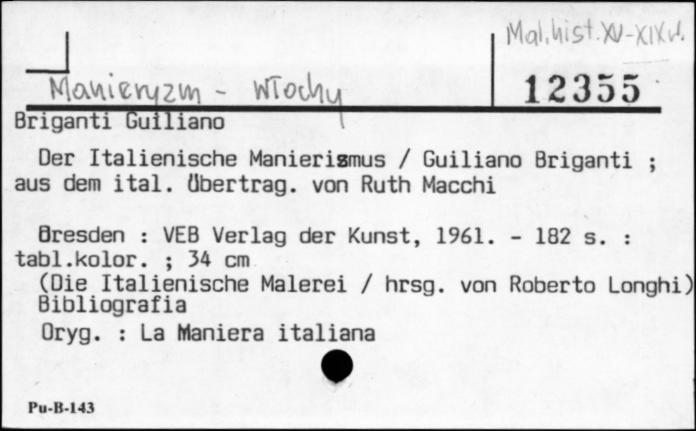 Mal. hist. XV-XIX w.
Manieryzm - Włochy
12355
Briganti Guiliano
Der Italienische Manierismus / Guiliano Briganti ;
aus dem ital. Übertrag. von Ruth Macchi
Dresden : VEB Verlag der Kunst, 1961. - 182 s. :
tabl.kolor. ; 34 cm
(Die Italienische Malerei / hrsg. von Roberto Longhi)
Bibliografia
Oryg. : La Maniera italiana
Pu-B-143